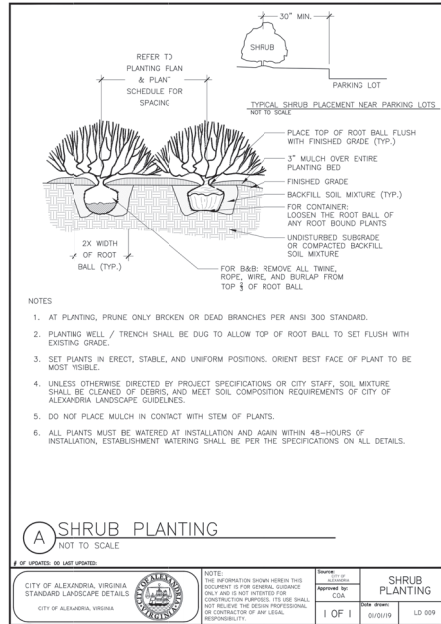 30" MIN.
SHRUB
PARKING LOT
TYPICAL SHRUB PLACEMENT NEAR PARKING LOTS
NOT TO SCALE
REFER TO
PLANTING PLAN
& PLANT
SCHEDULE FOR
SPACING
PLACE TOP OF ROOT BALL FLUSH
WITH FINISHED GRADE (TYP.)
3" MULCH OVER ENTIRE
PLANTING BED
FINISHED GRADE
BACKFILL SOIL MIXTURE (TYP.)
FOR CONTAINER:
LOOSEN THE ROOT BALL OF
ANY ROOT BOUND PLANTS
UNDISTURBED SUBGRADE
OR COMPACTED BACKFILL
SOIL MIXTURE
2X WIDTH
OF ROOT
BALL (TYP.)
FOR B&B: REMOVE ALL TWINE,
ROPE, WIRE, AND BURLAP FROM
TOP 2/3 OF ROOT BALL
NOTES
1. AT PLANTING, PRUNE ONLY BROKEN OR DEAD BRANCHES PER ANSI 300 STANDARD.
2. PLANTING WELL / TRENCH SHALL BE DUG TO ALLOW TOP OF ROOT BALL TO SET FLUSH WITH
EXISTING GRADE.
3. SET PLANTS IN ERECT, STABLE, AND UNIFORM POSITIONS. ORIENT BEST FACE OF PLANT TO BE
MOST VISIBLE.
4. UNLESS OTHERWISE DIRECTED BY PROJECT SPECIFICATIONS OR CITY STAFF, SOIL MIXTURE
SHALL BE CLEANED OF DEBRIS, AND MEET SOIL COMPOSITION REQUIREMENTS OF CITY OF
ALEXANDRIA LANDSCAPE GUIDELINES.
5. DO NOT PLACE MULCH IN CONTACT WITH STEM OF PLANTS.
6. ALL PLANTS MUST BE WATERED AT INSTALLATION AND AGAIN WITHIN 48-HOURS OF
INSTALLATION, ESTABLISHMENT WATERING SHALL BE PER THE SPECIFICATIONS ON ALL DETAILS.
A SHRUB PLANTING
NOT TO SCALE
# OF UPDATES: 00 LAST UPDATED:
CITY OF ALEXANDRIA, VIRGINIA
STANDARD LANDSCAPE DETAILS
CITY OF ALEXANDRIA, VIRGINIA
CITY OF ALEXANDRIA
VIRGINIA
NOTE:
THE INFORMATION SHOWN HEREIN THIS
DOCUMENT IS FOR GENERAL GUIDANCE
ONLY AND IS NOT INTENDED FOR
CONSTRUCTION PURPOSES. ITS USE SHALL
NOT RELIEVE THE DESIGN PROFESSIONAL
OR CONTRACTOR OF ANY LEGAL
RESPONSIBILITY.
Source:
CITY OF
ALEXANDRIA
Approved by:
COA
1 OF 1
SHRUB
PLANTING
Date drawn:
01/01/19
LD 009